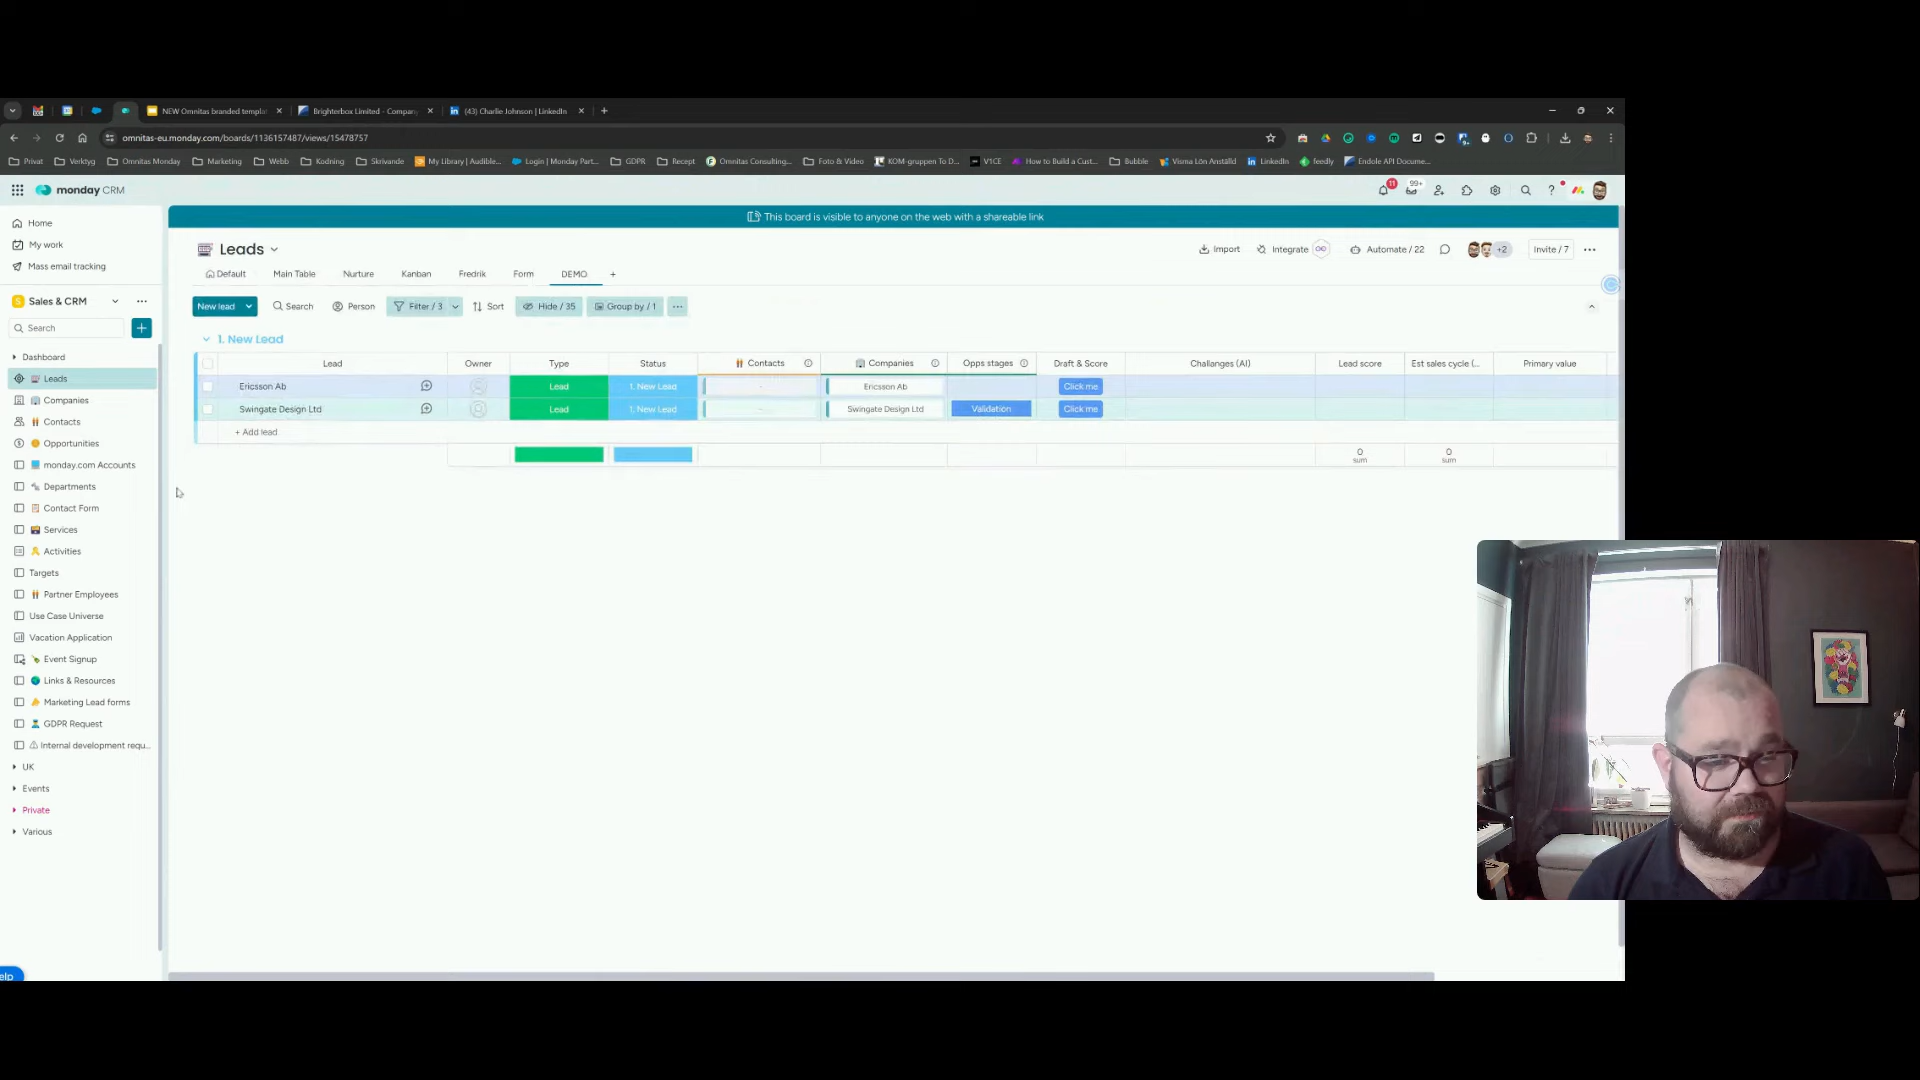 NEW Omnitas branded templa
Brighterbox Limited - Compan
(43) Charlie Johnson | LinkedIn
omnitas-eu.monday.com/boards/1136157487/views/15478757
Privat
Verktyg
Omnitas Monday
Marketing
Webb
Kodning
Skrivande
My Library | Audible...
Login | Monday Part...
GDPR
Recept
Omnitas Consulting...
Foto & Video
KOM-gruppen To D...
V1CE
How to Build a Cust...
Bubble
Visma Lön Anställd
LinkedIn
feedly
Endole API Docume...
monday CRM
11
99+
This board is visible to anyone on the web with a shareable link
Home
My work
Mass email tracking
Sales & CRM
Search
Dashboard
Leads
Companies
Contacts
Opportunities
monday.com Accounts
Departments
Contact Form
Services
Activities
Targets
Partner Employees
Use Case Universe
Vacation Application
Event Signup
Links & Resources
Marketing Lead forms
GDPR Request
Internal development requ...
UK
Events
Private
Various
elp
Leads
Import
Integrate
Automate / 22
+2
Invite / 7
Default
Main Table
Nurture
Kanban
Fredrik
Form
DEMO
New lead
Search
Person
Filter / 3
Sort
Hide / 35
Group by / 1
1. New Lead
Lead Owner Type Status Contacts Companies Opps stages Draft & Score Challanges (AI) Lead score Est sales cycle (... Primary value
Ericsson Ab Lead 1. New Lead - Ericsson Ab Click me
Swingate Design Ltd Lead 1. New Lead - Swingate Design Ltd Validation Click me
+ Add lead
0 0
sum sum